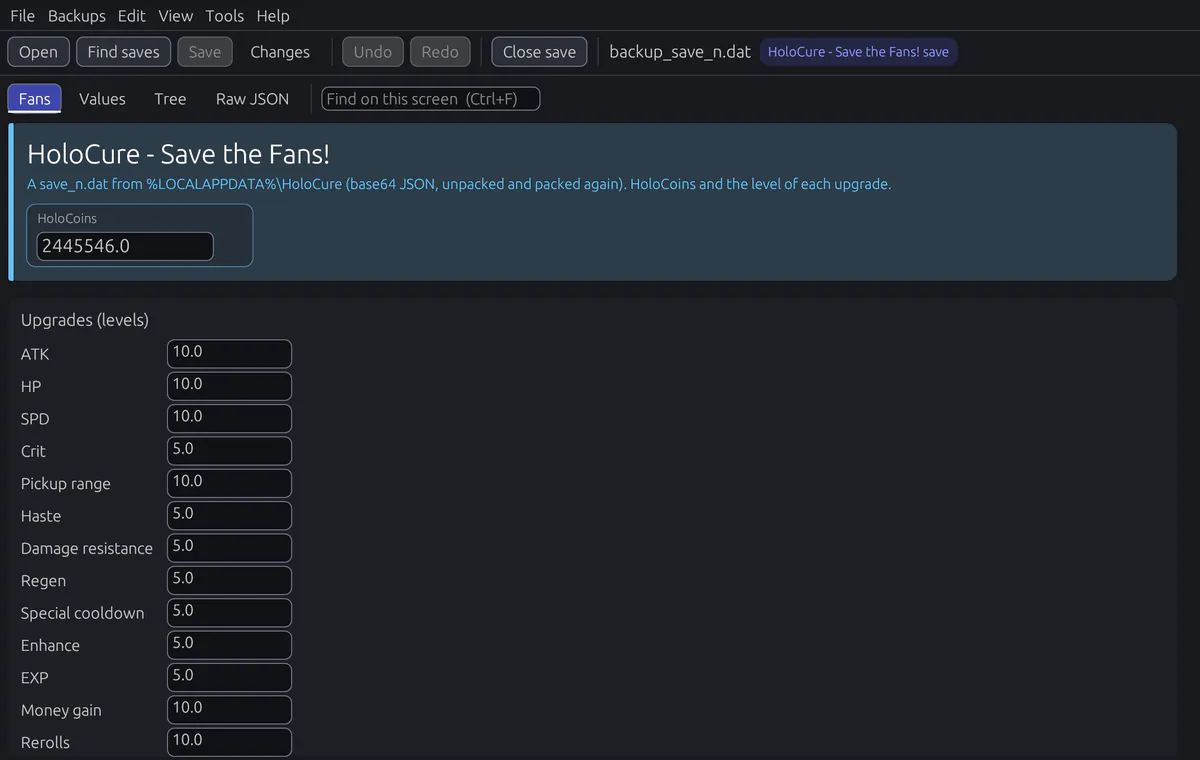 File Backups Edit View Tools Help
Open Find saves Save Changes Undo Redo Close save backup_save_n.dat HoloCure - Save the Fans! save
Fans Values Tree Raw JSON Find on this screen (Ctrl+F)
HoloCure - Save the Fans!
A save_n.dat from %LOCALAPPDATA%\HoloCure (base64 JSON, unpacked and packed again). HoloCoins and the level of each upgrade.
HoloCoins
2445546.0
Upgrades (levels)
ATK 10.0
HP 10.0
SPD 10.0
Crit 5.0
Pickup range 10.0
Haste 5.0
Damage resistance 5.0
Regen 5.0
Special cooldown 5.0
Enhance 5.0
EXP 5.0
Money gain 10.0
Rerolls 10.0